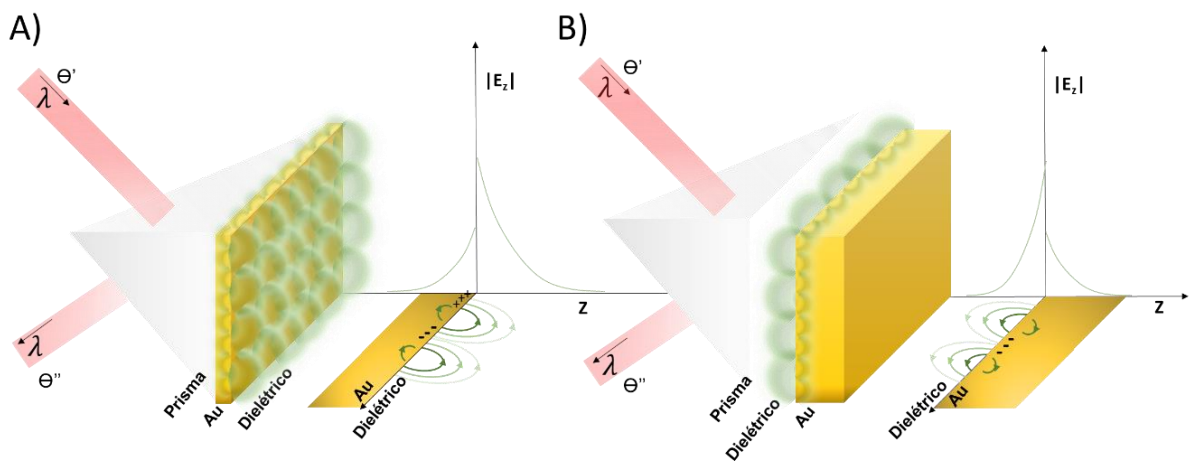 A)
B)
ϴ'
λ
|Ez|
ϴ'
λ
|Ez|
Z
Z
+++
---
---
λ
ϴ''
λ
ϴ''
Prisma
Au
Dielétrico
Au
Dielétrico
Prisma
Dielétrico
Au
Dielétrico
Au